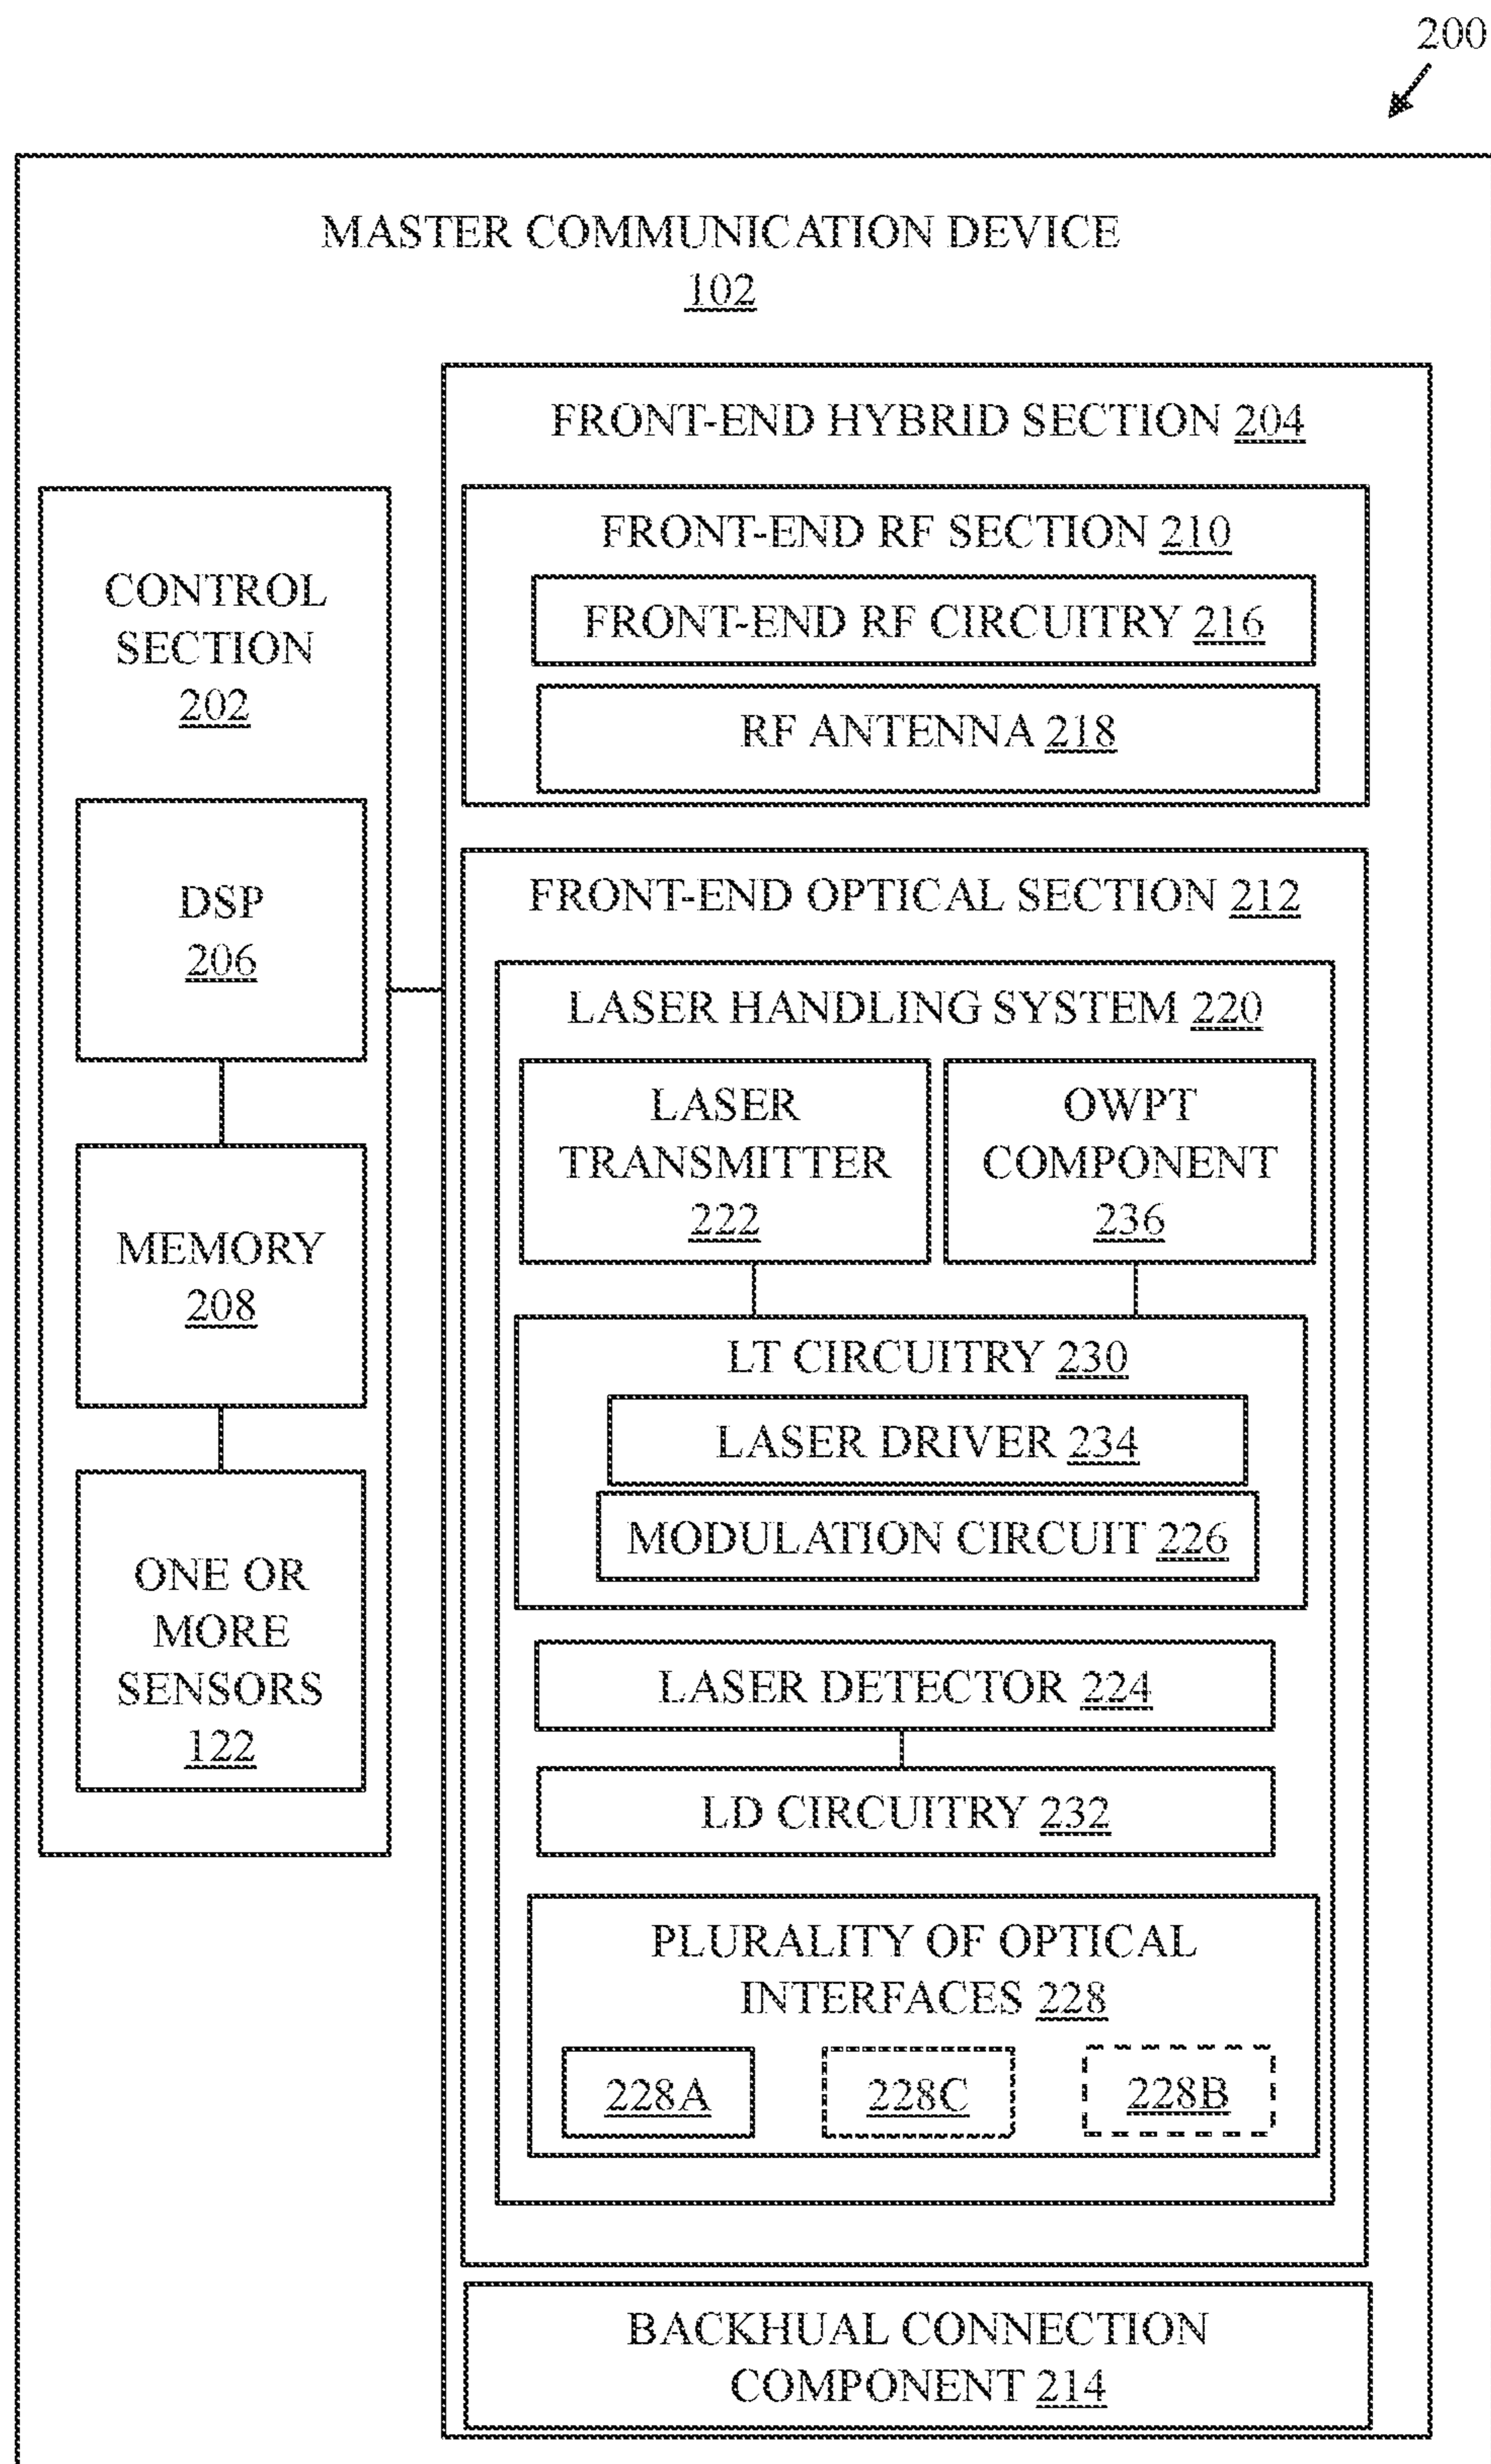 200
MASTER COMMUNICATION DEVICE
102
CONTROL
SECTION
202
DSP
206
MEMORY
208
ONE OR
MORE
SENSORS
122
FRONT-END HYBRID SECTION 204
FRONT-END RF SECTION 210
FRONT-END RF CIRCUITRY 216
RF ANTENNA 218
FRONT-END OPTICAL SECTION 212
LASER HANDLING SYSTEM 220
LASER
TRANSMITTER
222
OWPT
COMPONENT
236
LT CIRCUITRY 230
LASER DRIVER 234
MODULATION CIRCUIT 226
LASER DETECTOR 224
LD CIRCUITRY 232
PLURALITY OF OPTICAL
INTERFACES 228
228A 228C 228B
BACKHUAL CONNECTION
COMPONENT 214